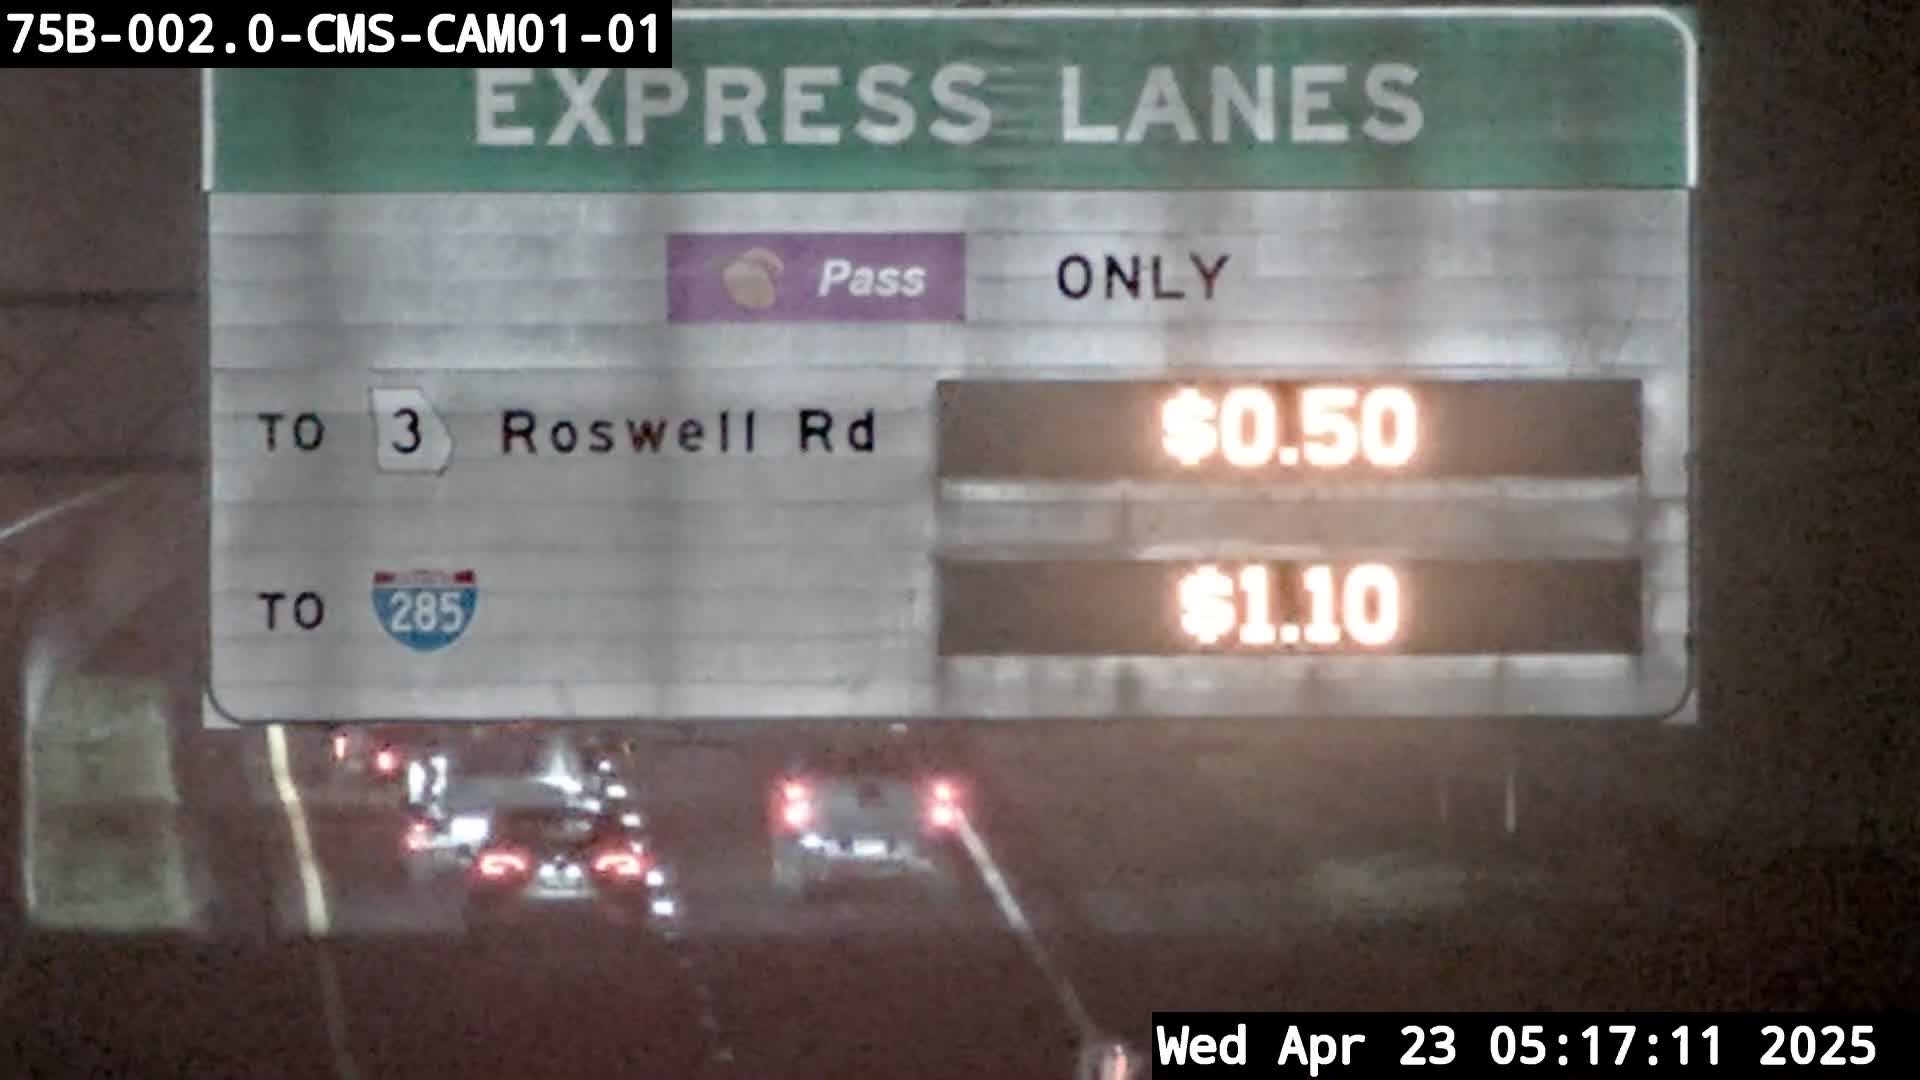 75B-002.0-CMS-CAM01-01
EXPRESS LANES
Pass ONLY
TO 3 Roswell Rd $0.50
TO 285 $1.10
Wed Apr 23 05:17:11 2025